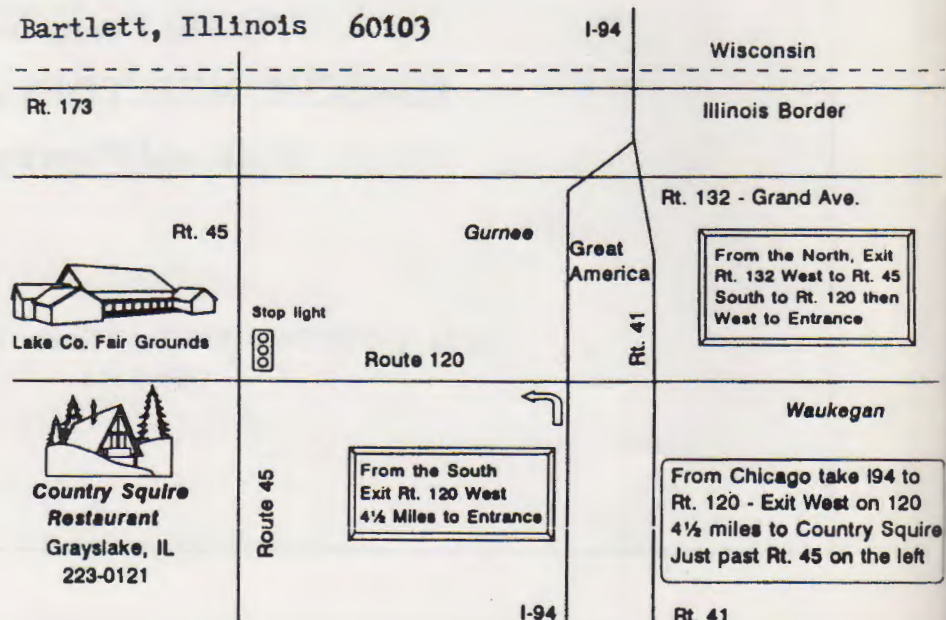 Bartlett, Illinois 60103
I-94
Wisconsin
Rt. 173
Illinois Border
Rt. 132 - Grand Ave.
Rt. 45
Gurnee
Great
America
From the North, Exit
Rt. 132 West to Rt. 45
South to Rt. 120 then
West to Entrance
Stop light
Lake Co. Fair Grounds
Route 120
Rt. 41
Waukegan
Country Squire
Restaurant
Grayslake, IL
223-0121
Route 45
From the South
Exit Rt. 120 West
4½ Miles to Entrance
From Chicago take I94 to
Rt. 120 - Exit West on 120
4½ miles to Country Squire
Just past Rt. 45 on the left
I-94
Rt. 41